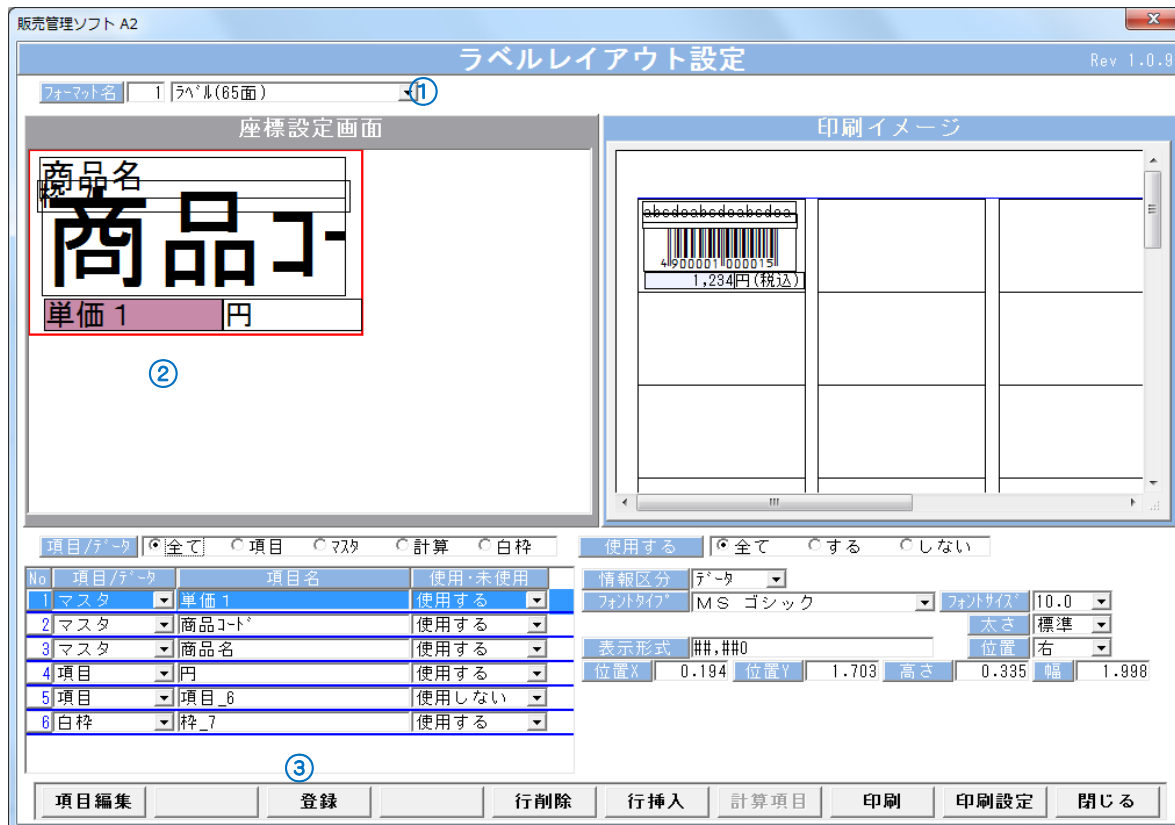 販売管理ソフト A2
ラベルレイアウト設定
Rev 1.0.9
フォーマット名 1 ラベル(65面) ①
座標設定画面
商品名
枠_7
商品コー
単価1 円
②
印刷イメージ
abcdeabcdeabcdea
4 900001 000015
1,234円(税込)
項目/データ 全て 項目 マスタ 計算 白枠
使用する 全て する しない
No 項目/データ 項目名 使用・未使用
1 マスタ 単価1 使用する
2 マスタ 商品コード 使用する
3 マスタ 商品名 使用する
4 項目 円 使用する
5 項目 項目_6 使用しない
6 白枠 枠_7 使用する
情報区分 データ
フォントタイプ MS ゴシック フォントサイズ 10.0
太さ 標準
表示形式 ##,##0 位置 右
位置X 0.194 位置Y 1.703 高さ 0.335 幅 1.998
③
項目編集 登録 行削除 行挿入 計算項目 印刷 印刷設定 閉じる